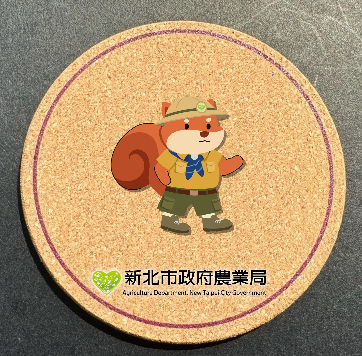 新北市政府農業局
Agriculture Department, New Taipei City Government